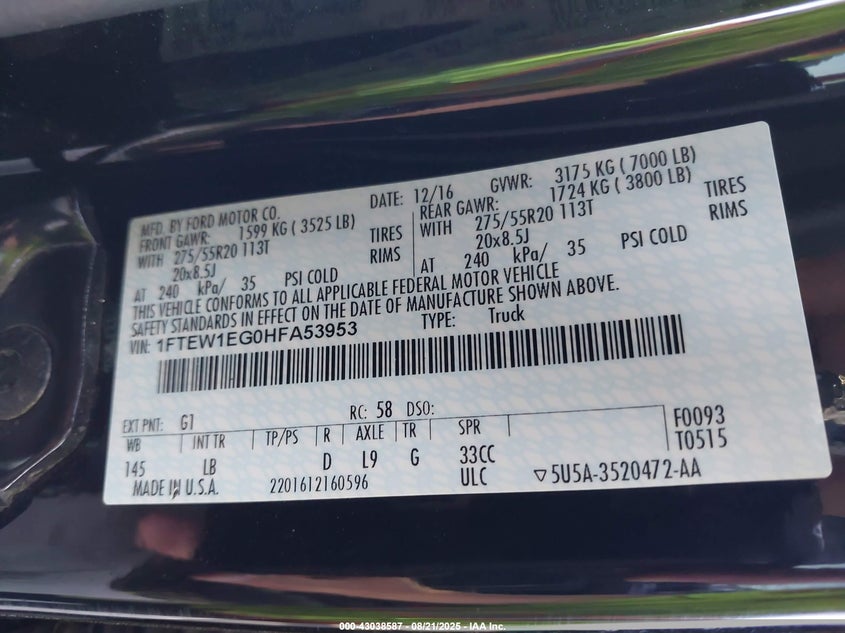 MFD. BY FORD MOTOR CO. DATE: 12/16 GVWR: 3175 KG ( 7000 LB)
FRONT GAWR: 1599 KG ( 3525 LB) REAR GAWR: 1724 KG ( 3800 LB)
WITH 275/55R20 113T TIRES WITH 275/55R20 113T TIRES
20x8.5J RIMS 20x8.5J RIMS
AT 240 kPa/ 35 PSI COLD AT 240 kPa/ 35 PSI COLD
THIS VEHICLE CONFORMS TO ALL APPLICABLE FEDERAL MOTOR VEHICLE
SAFETY STANDARDS IN EFFECT ON THE DATE OF MANUFACTURE SHOWN ABOVE.
VIN: 1FTEW1EG0HFA53953 TYPE: Truck
EXT PNT: G1 RC: 58 DSO: F0093
WB INT TR TP/PS R AXLE TR SPR T0515
145 LB D L9 G 33CC
MADE IN U.S.A. 2201612160596 ULC ▽5U5A-3520472-AA
000-43038587 - 08/21/2025 - IAA Inc.